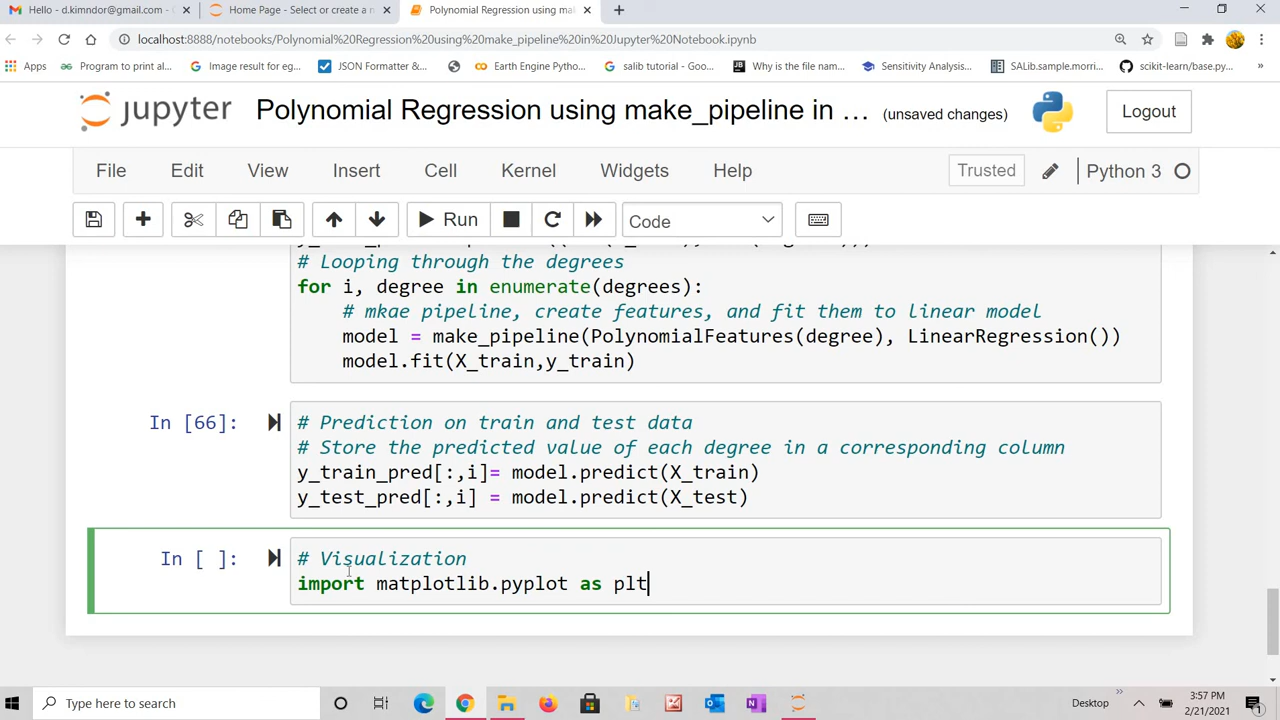 Hello - d.kimndor@gmail.com - G
Home Page - Select or create a n
Polynomial Regression using mak
localhost:8888/notebooks/Polynomial%20Regression%20using%20make_pipeline%20in%20Jupyter%20Notebook.ipynb
Apps
Program to print al...
Image result for eg...
JSON Formatter &...
Earth Engine Pytho...
salib tutorial - Goo...
Why is the file nam...
Sensitivity Analysis...
SALib.sample.morri...
scikit-learn/base.py...
»
jupyter
Polynomial Regression using make_pipeline in ...
(unsaved changes)
Logout
File
Edit
View
Insert
Cell
Kernel
Widgets
Help
Trusted
Python 3
Run
Code
# Looping through the degrees
for i, degree in enumerate(degrees):
# mkae pipeline, create features, and fit them to linear model
model = make_pipeline(PolynomialFeatures(degree), LinearRegression())
model.fit(X_train,y_train)
In [66]:
# Prediction on train and test data
# Store the predicted value of each degree in a corresponding column
y_train_pred[:,i]= model.predict(X_train)
y_test_pred[:,i] = model.predict(X_test)
In [ ]:
# Visualization
import matplotlib.pyplot as plt
Type here to search
Desktop
»
3:57 PM
2/21/2021